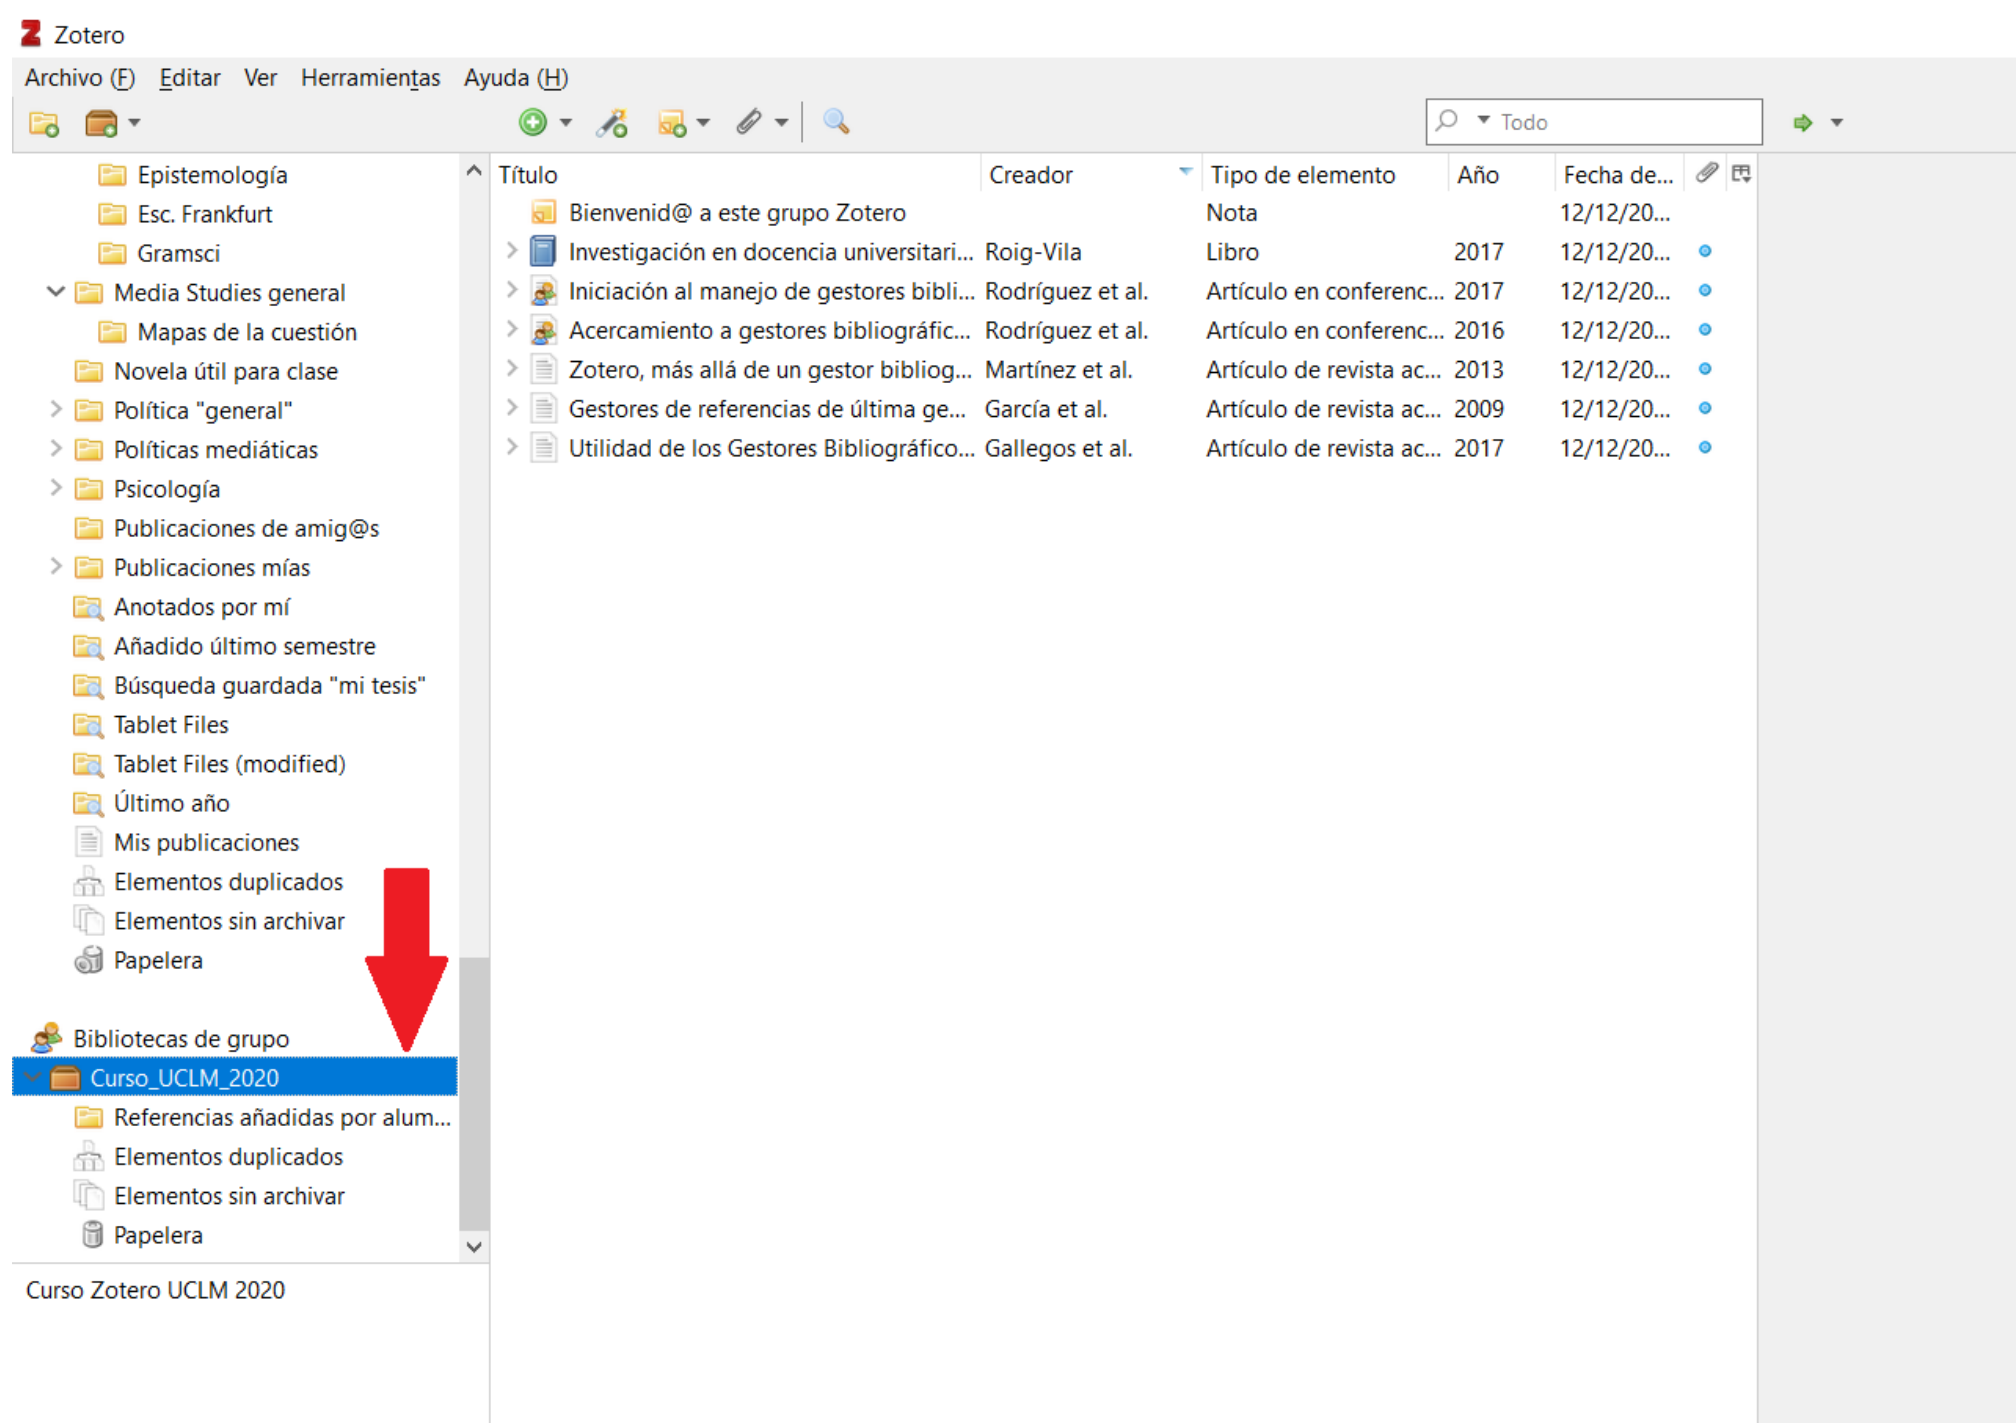 Zotero
Archivo (F) Editar Ver Herramientas Ayuda (H)
Todo
Epistemología
Esc. Frankfurt
Gramsci
Media Studies general
Mapas de la cuestión
Novela útil para clase
Política "general"
Políticas mediáticas
Psicología
Publicaciones de amig@s
Publicaciones mías
Anotados por mí
Añadido último semestre
Búsqueda guardada "mi tesis"
Tablet Files
Tablet Files (modified)
Último año
Mis publicaciones
Elementos duplicados
Elementos sin archivar
Papelera
Bibliotecas de grupo
Curso_UCLM_2020
Referencias añadidas por alum...
Elementos duplicados
Elementos sin archivar
Papelera
Curso Zotero UCLM 2020
Título Creador Tipo de elemento Año Fecha de...
Bienvenid@ a este grupo Zotero Nota 12/12/20...
Investigación en docencia universitari... Roig-Vila Libro 2017 12/12/20...
Iniciación al manejo de gestores bibli... Rodríguez et al. Artículo en conferenc... 2017 12/12/20...
Acercamiento a gestores bibliográfic... Rodríguez et al. Artículo en conferenc... 2016 12/12/20...
Zotero, más allá de un gestor bibliog... Martínez et al. Artículo de revista ac... 2013 12/12/20...
Gestores de referencias de última ge... García et al. Artículo de revista ac... 2009 12/12/20...
Utilidad de los Gestores Bibliográfico... Gallegos et al. Artículo de revista ac... 2017 12/12/20...